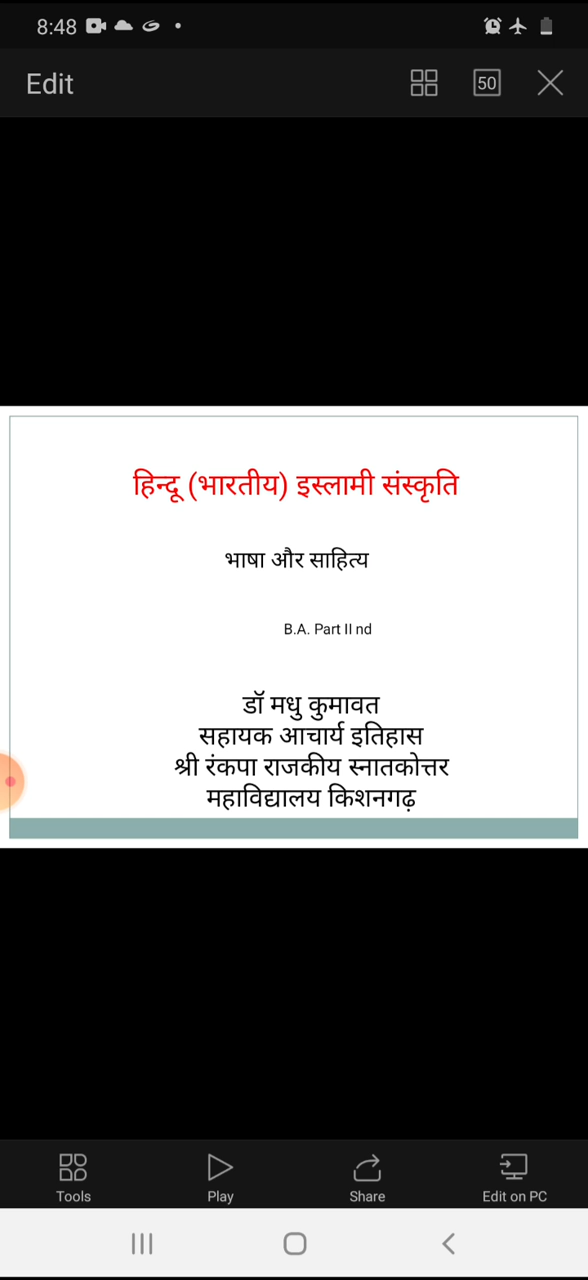 8:48
Edit
50
हिन्दू (भारतीय) इस्लामी संस्कृति
भाषा और साहित्य
B.A. Part II nd
डॉ मधु कुमावत
सहायक आचार्य इतिहास
श्री रंकपा राजकीय स्नातकोत्तर
महाविद्यालय किशनगढ़
Tools
Play
Share
Edit on PC